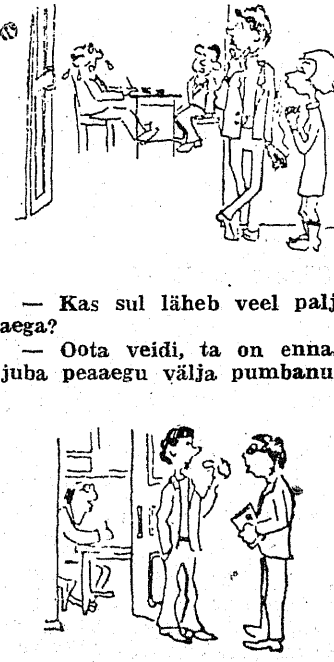 — Kas sul läheb veel palj
aega?
— Oota veidi, ta on enna
juba peaaegu välja pumbanu